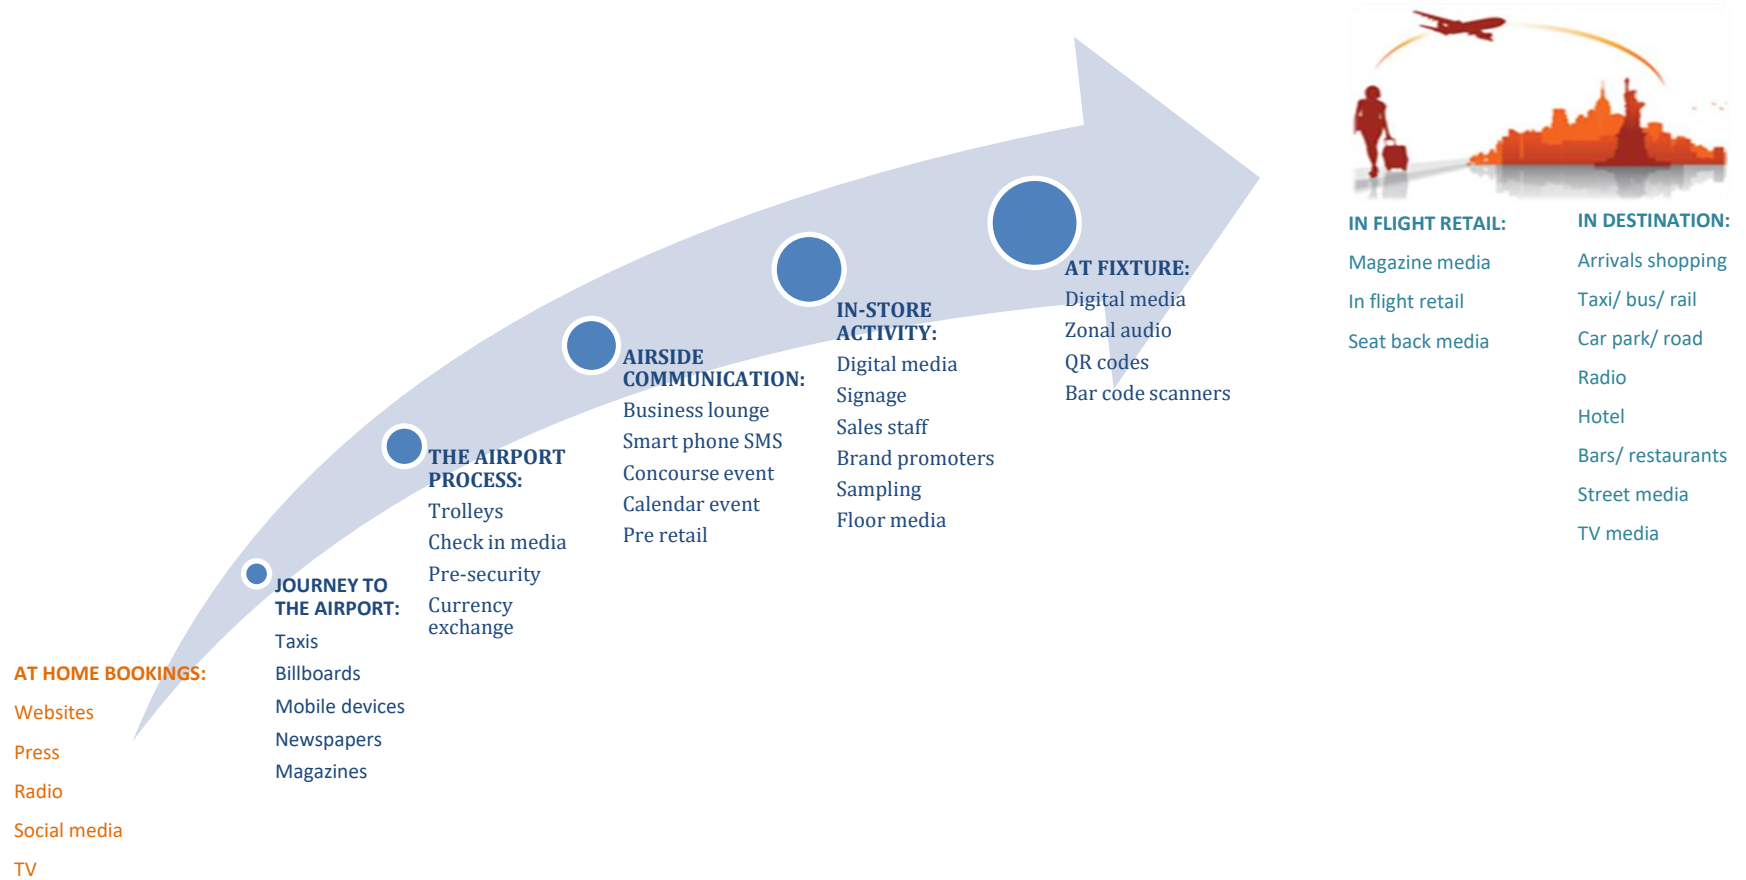 AT HOME BOOKINGS:
Websites
Press
Radio
Social media
TV
JOURNEY TO
THE AIRPORT:
Taxis
Billboards
Mobile devices
Newspapers
Magazines
THE AIRPORT
PROCESS:
Trolleys
Check in media
Pre-security
Currency
exchange
AIRSIDE
COMMUNICATION:
Business lounge
Smart phone SMS
Concourse event
Calendar event
Pre retail
IN-STORE
ACTIVITY:
Digital media
Signage
Sales staff
Brand promoters
Sampling
Floor media
AT FIXTURE:
Digital media
Zonal audio
QR codes
Bar code scanners
IN FLIGHT RETAIL:
Magazine media
In flight retail
Seat back media
IN DESTINATION:
Arrivals shopping
Taxi/ bus/ rail
Car park/ road
Radio
Hotel
Bars/ restaurants
Street media
TV media